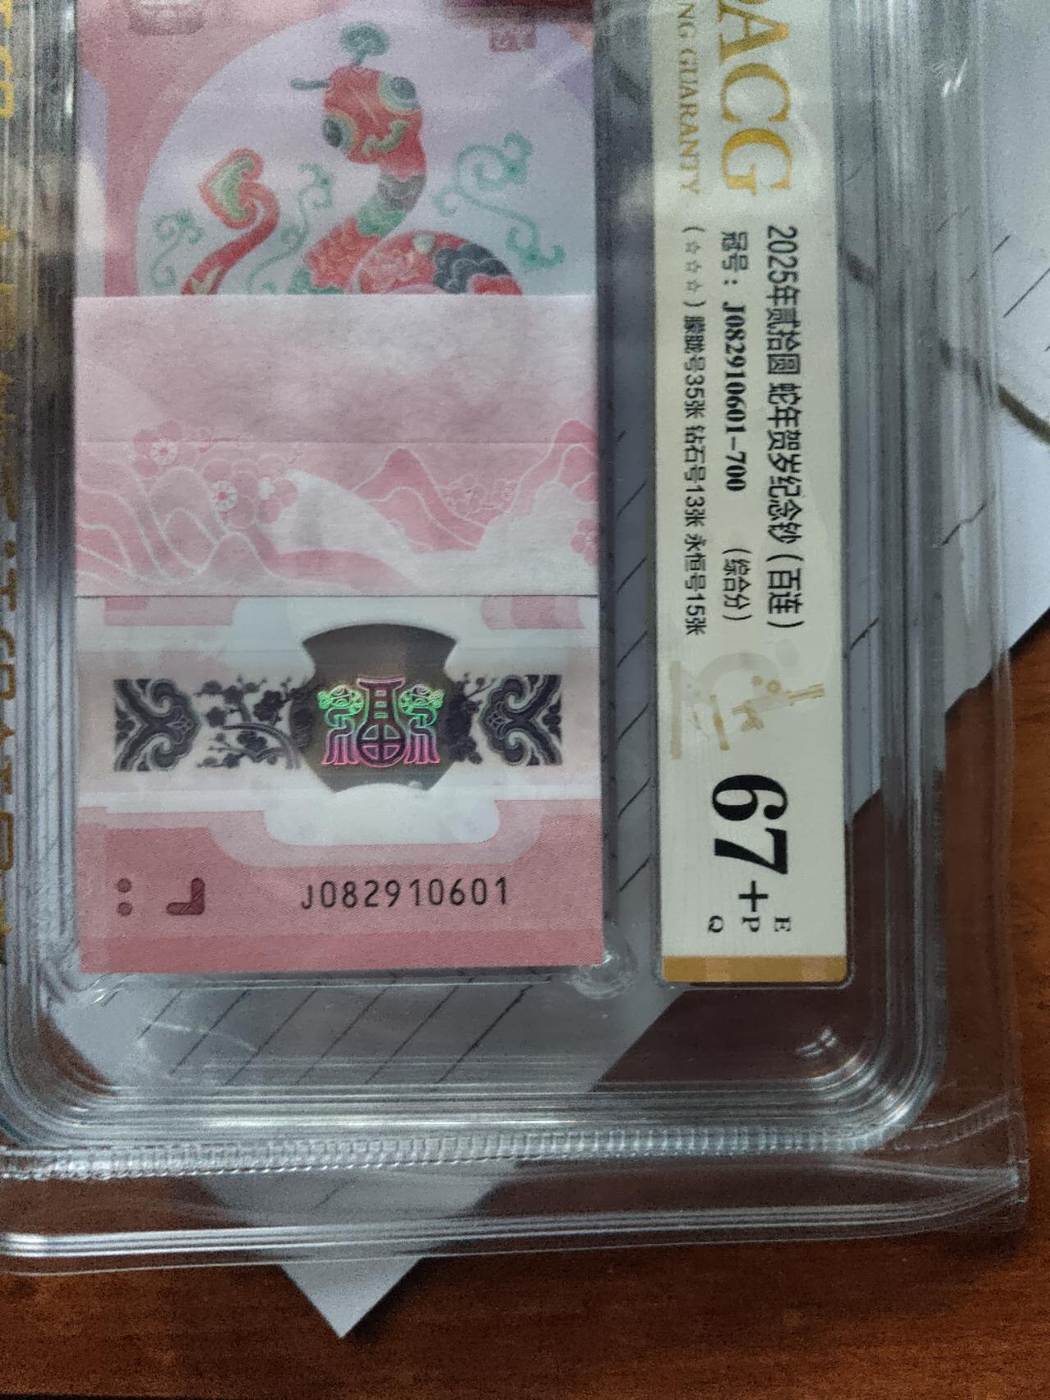 PACG
NG GUARANTY
2025年贰拾圆 蛇年贺岁纪念钞（百连）
冠号：J082910601-700 （综合分）
（☆☆☆）朦胧号35张 钻石号13张 永恒号15张
67+
E
P
Q
J082910601